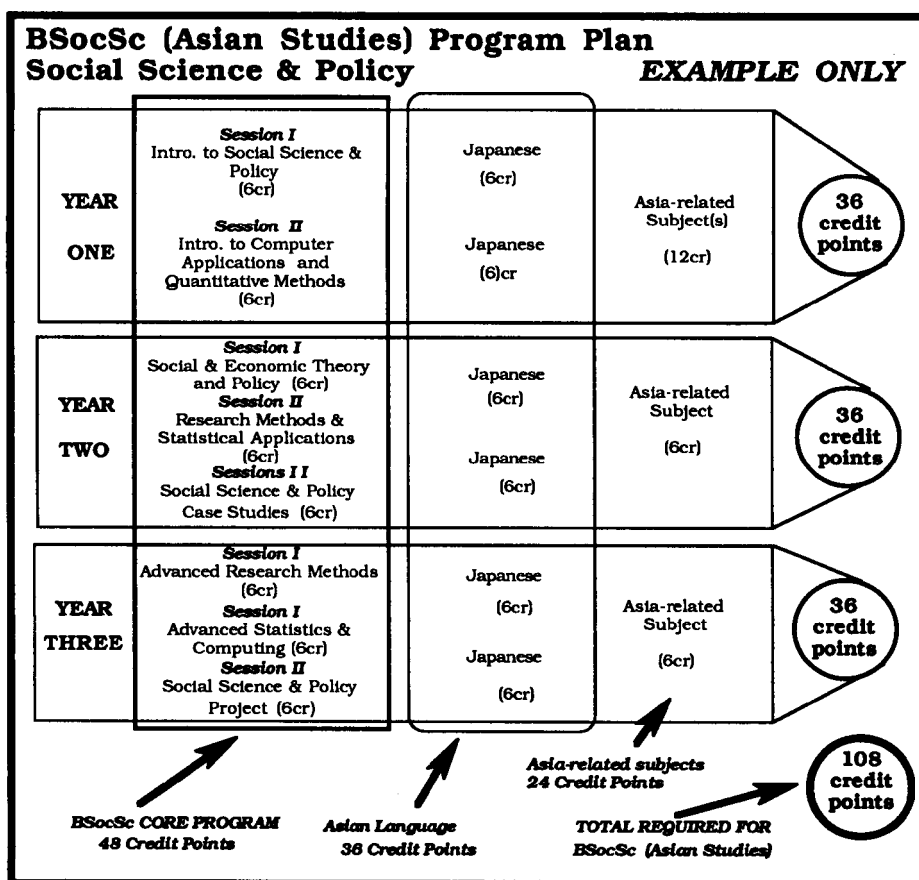 BSocSc (Asian Studies) Program Plan
Social Science & Policy
EXAMPLE ONLY
YEAR
ONE
Session I
Intro. to Social Science &
Policy
(6cr)
Session II
Intro. to Computer
Applications and
Quantitative Methods
(6cr)
Japanese
(6cr)
Japanese
(6)cr
Asia-related
Subject(s)
(12cr)
36
credit
points
YEAR
TWO
Session I
Social & Economic Theory
and Policy (6cr)
Session II
Research Methods &
Statistical Applications
(6cr)
Sessions I I
Social Science & Policy
Case Studies (6cr)
Japanese
(6cr)
Japanese
(6cr)
Asia-related
Subject
(6cr)
36
credit
points
YEAR
THREE
Session I
Advanced Research Methods
(6cr)
Session I
Advanced Statistics &
Computing (6cr)
Session II
Social Science & Policy
Project (6cr)
Japanese
(6cr)
Japanese
(6cr)
Asia-related
Subject
(6cr)
36
credit
points
BSocSc CORE PROGRAM
48 Credit Points
Asian Language
36 Credit Points
Asia-related subjects
24 Credit Points
TOTAL REQUIRED FOR
BSocSc (Asian Studies)
108
credit
points